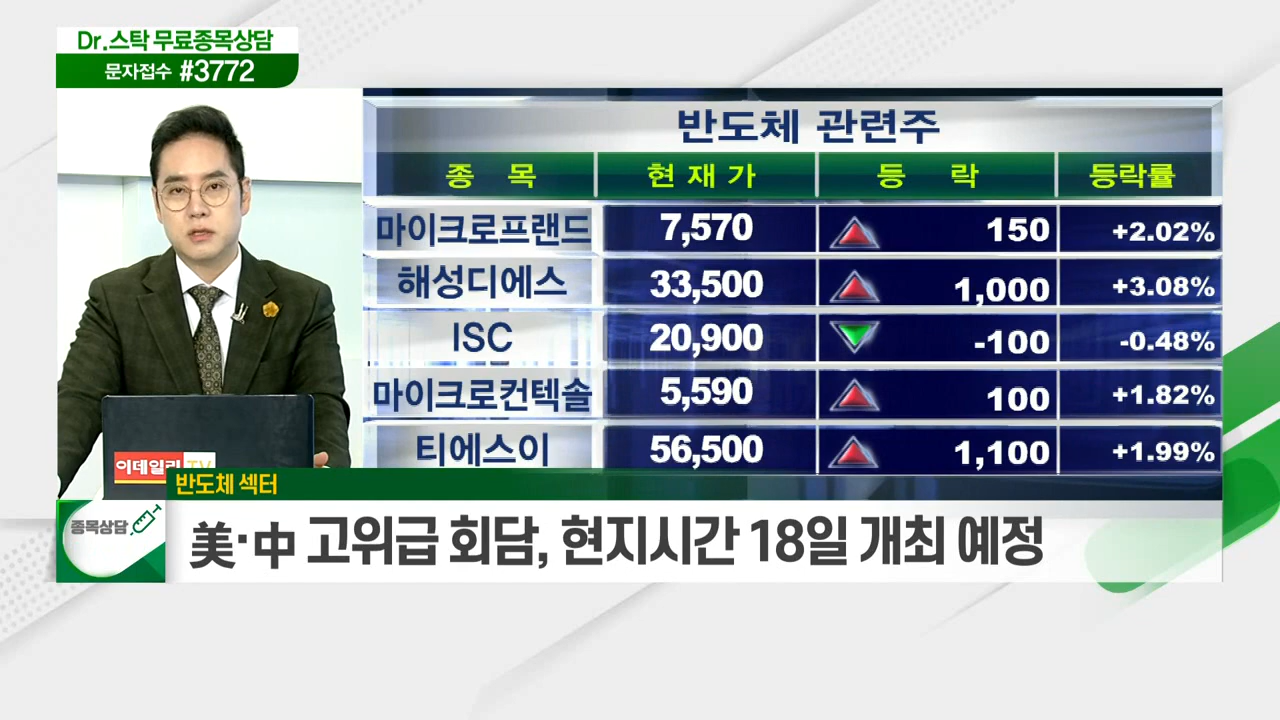 Dr.스탁 무료종목상담
문자접수 #3772
반도체 관련주
종 목 현 재 가 등 락 등락률
마이크로프랜드 7,570 150 +2.02%
해성디에스 33,500 1,000 +3.08%
ISC 20,900 -100 -0.48%
마이크로컨텍솔 5,590 100 +1.82%
티에스이 56,500 1,100 +1.99%
이데일리 TV
반도체 섹터
종목상담
美·中 고위급 회담, 현지시간 18일 개최 예정